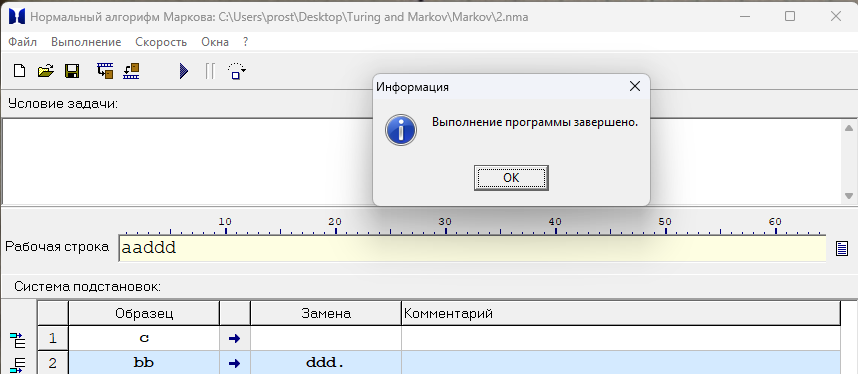 Нормальный алгорифм Маркова: C:\Users\prost\Desktop\Turing and Markov\Markov\2.nma
Файл Выполнение Скорость Окна ?
Информация
Условие задачи:
Выполнение программы завершено.
OK
10 20 30 40 50 60
Рабочая строка aaddd
Система подстановок:
Образец Замена Комментарий
1 c →
2 bb → ddd.